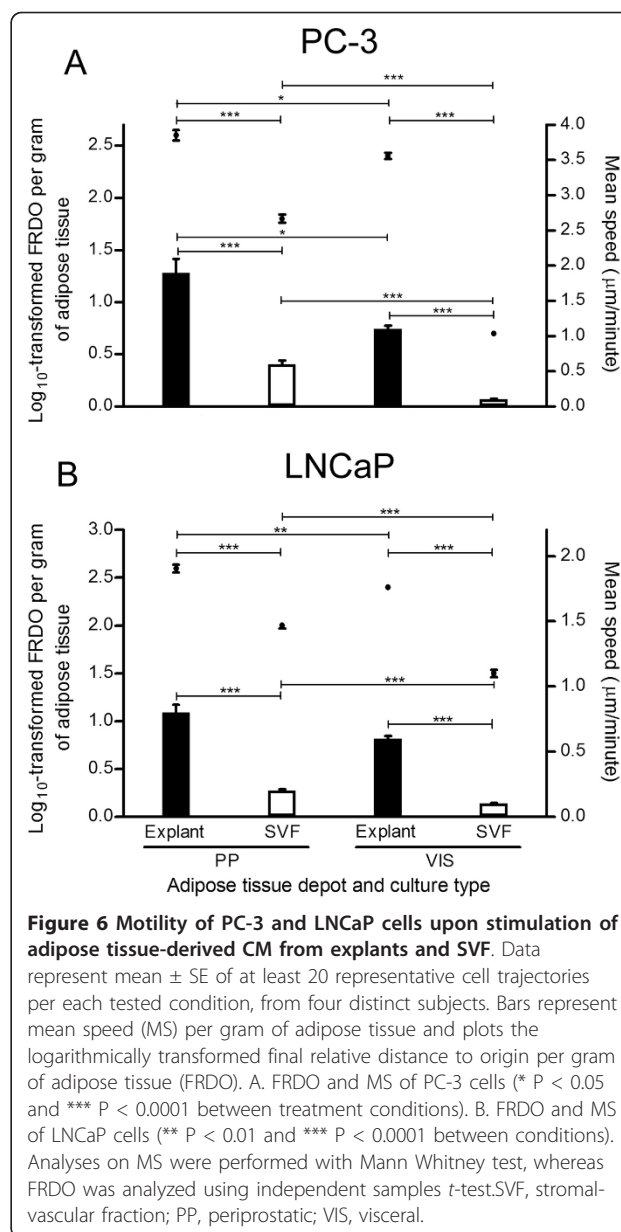 A
PC-3
***
*
***
***
*
***
***
***
Log10-transformed FRDO per gram
of adipose tissue
2.5
2.0
1.5
1.0
0.5
0.0
4.0
3.5
3.0
2.5
2.0
1.5
1.0
0.5
0.0
Mean speed (µm/minute)
B
LNCaP
***
**
***
***
***
***
***
Log10-transformed FRDO per gram
of adipose tissue
3.0
2.5
2.0
1.5
1.0
0.5
0.0
2.0
1.5
1.0
0.5
0.0
Mean speed (µm/minute)
Explant SVF Explant SVF
PP VIS
Adipose tissue depot and culture type
Figure 6 Motility of PC-3 and LNCaP cells upon stimulation of
adipose tissue-derived CM from explants and SVF. Data
represent mean ± SE of at least 20 representative cell trajectories
per each tested condition, from four distinct subjects. Bars represent
mean speed (MS) per gram of adipose tissue and plots the
logarithmically transformed final relative distance to origin per gram
of adipose tissue (FRDO). A. FRDO and MS of PC-3 cells (* P < 0.05
and *** P < 0.0001 between treatment conditions). B. FRDO and MS
of LNCaP cells (** P < 0.01 and *** P < 0.0001 between conditions).
Analyses on MS were performed with Mann Whitney test, whereas
FRDO was analyzed using independent samples t-test.SVF, stromal-
vascular fraction; PP, periprostatic; VIS, visceral.